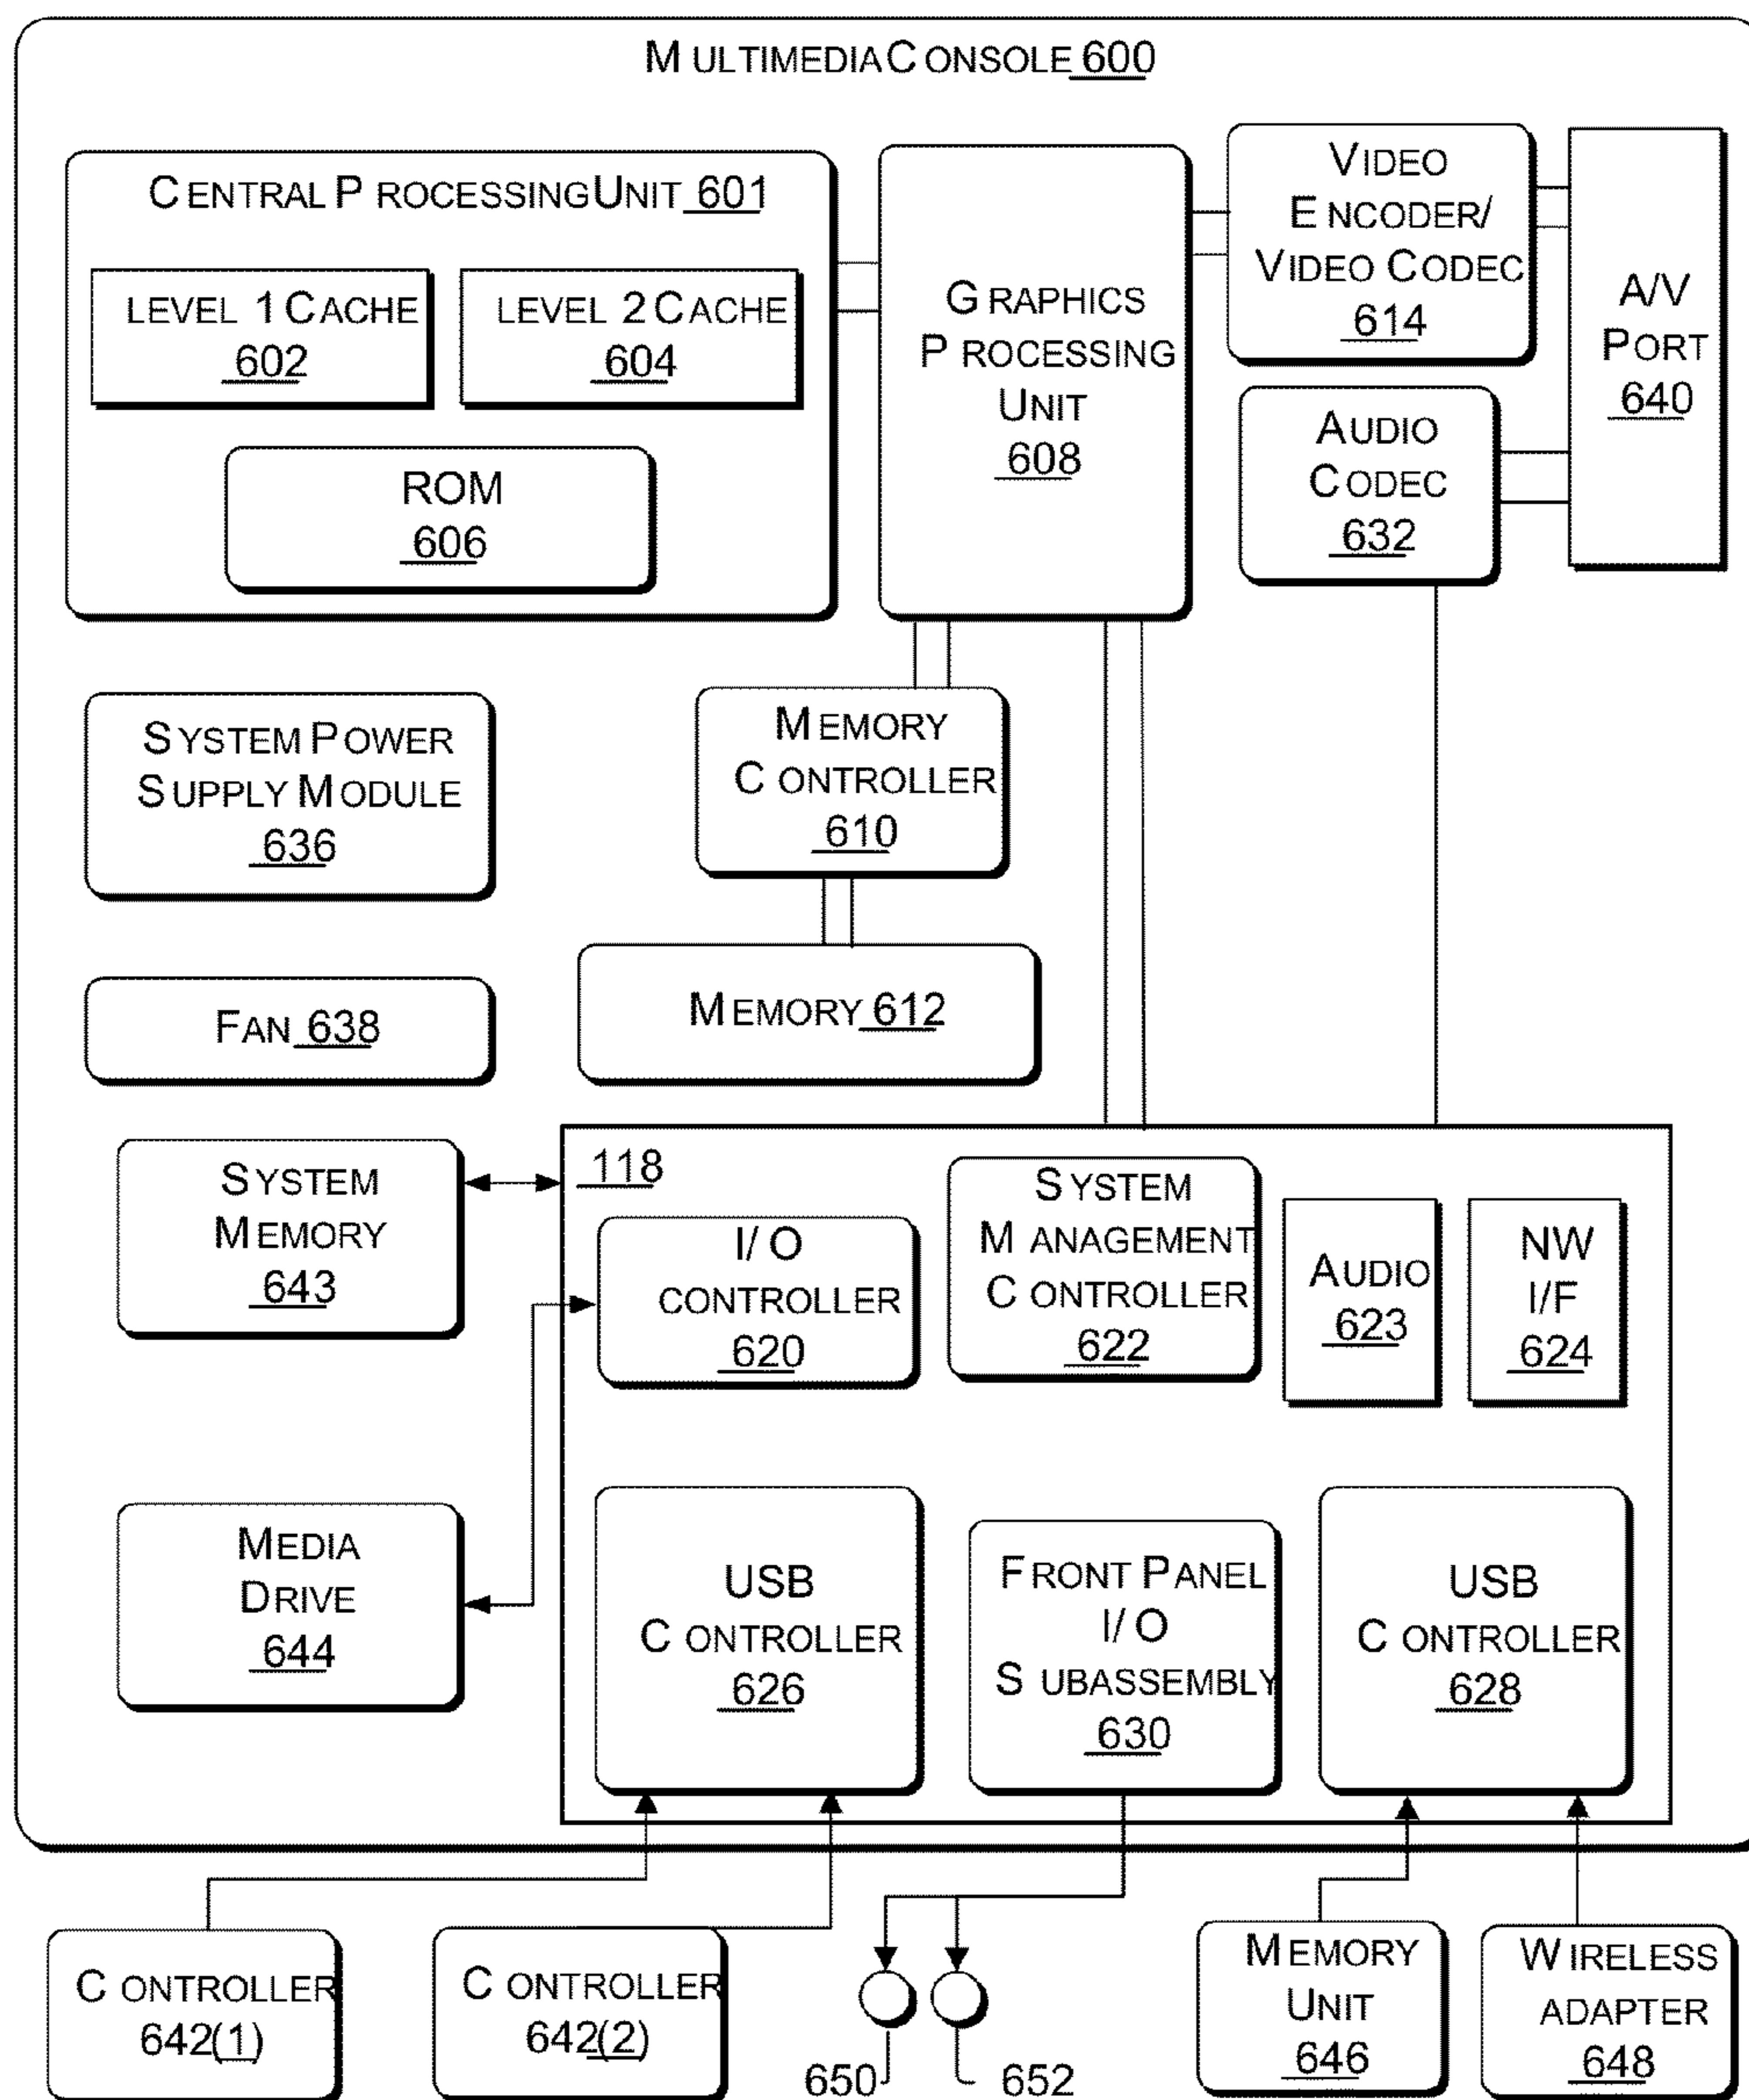 MULTIMEDIA CONSOLE 600
CENTRAL PROCESSING UNIT 601
LEVEL 1 CACHE
602
LEVEL 2 CACHE
604
ROM
606
GRAPHICS
PROCESSING
UNIT
608
VIDEO
ENCODER/
VIDEO CODEC
614
AUDIO
CODEC
632
A/V
PORT
640
SYSTEM POWER
SUPPLY MODULE
636
MEMORY
CONTROLLER
610
FAN 638
MEMORY 612
SYSTEM
MEMORY
643
118
I/O
CONTROLLER
620
SYSTEM
MANAGEMENT
CONTROLLER
622
AUDIO
623
NW
I/F
624
MEDIA
DRIVE
644
USB
CONTROLLER
626
FRONT PANEL
I/O
SUBASSEMBLY
630
USB
CONTROLLER
628
CONTROLLER
642(1)
CONTROLLER
642(2)
650
652
MEMORY
UNIT
646
WIRELESS
ADAPTER
648